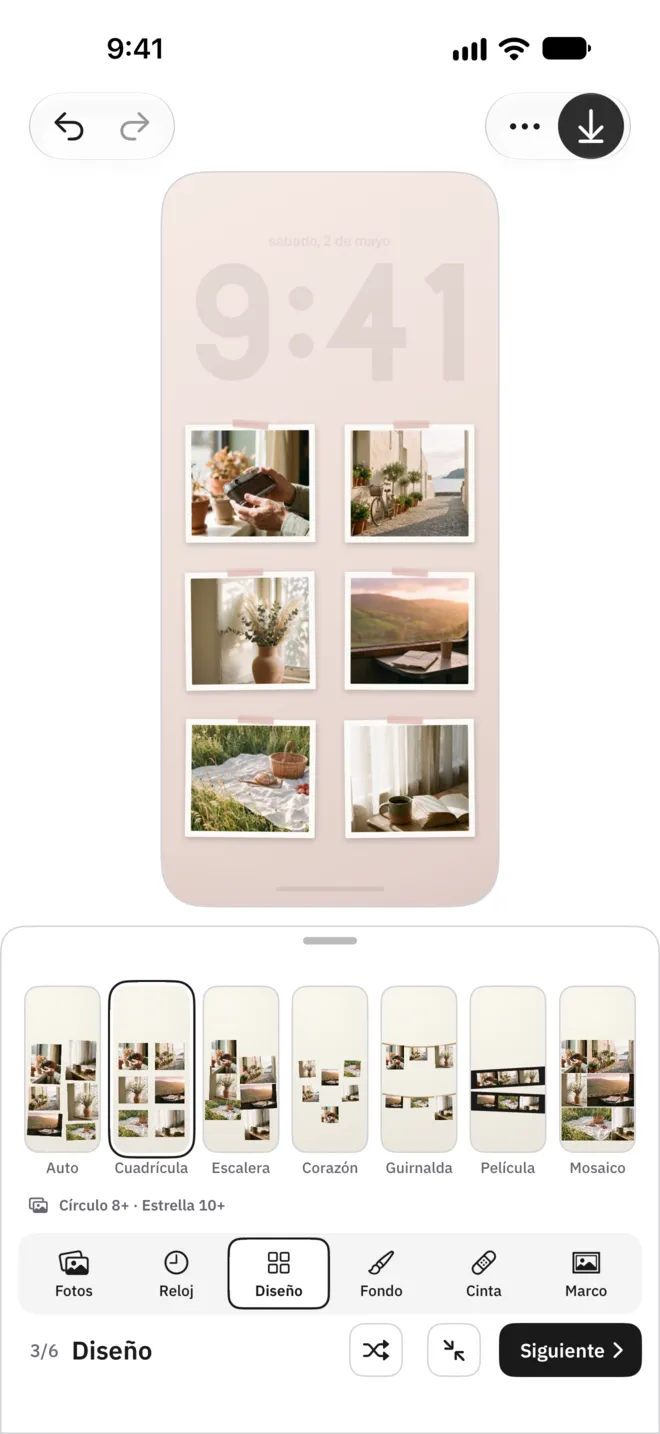 9:41
sábado, 2 de mayo
9:41
Auto
Cuadrícula
Escalera
Corazón
Guirnalda
Película
Mosaico
Círculo 8+ · Estrella 10+
Fotos
Reloj
Diseño
Fondo
Cinta
Marco
3/6 Diseño
Siguiente